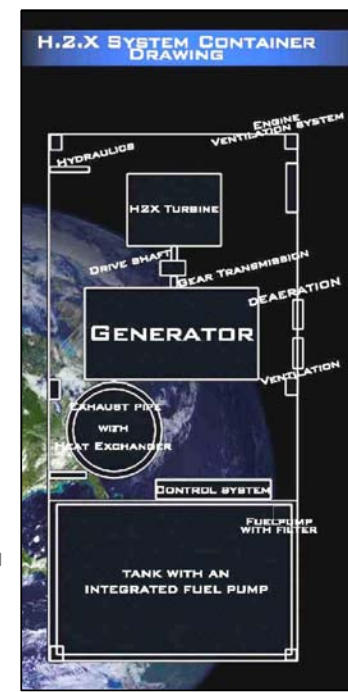 H.2.X System Container
Drawing
Engine
Ventilation system
Hydraulics
H2X Turbine
Drive shaft
Gear Transmission
Deaeration
Generator
Ventilation
Exhaust pipe
with
Heat Exchanger
Control system
Fuelpump
with filter
Tank with an
integrated fuel pump